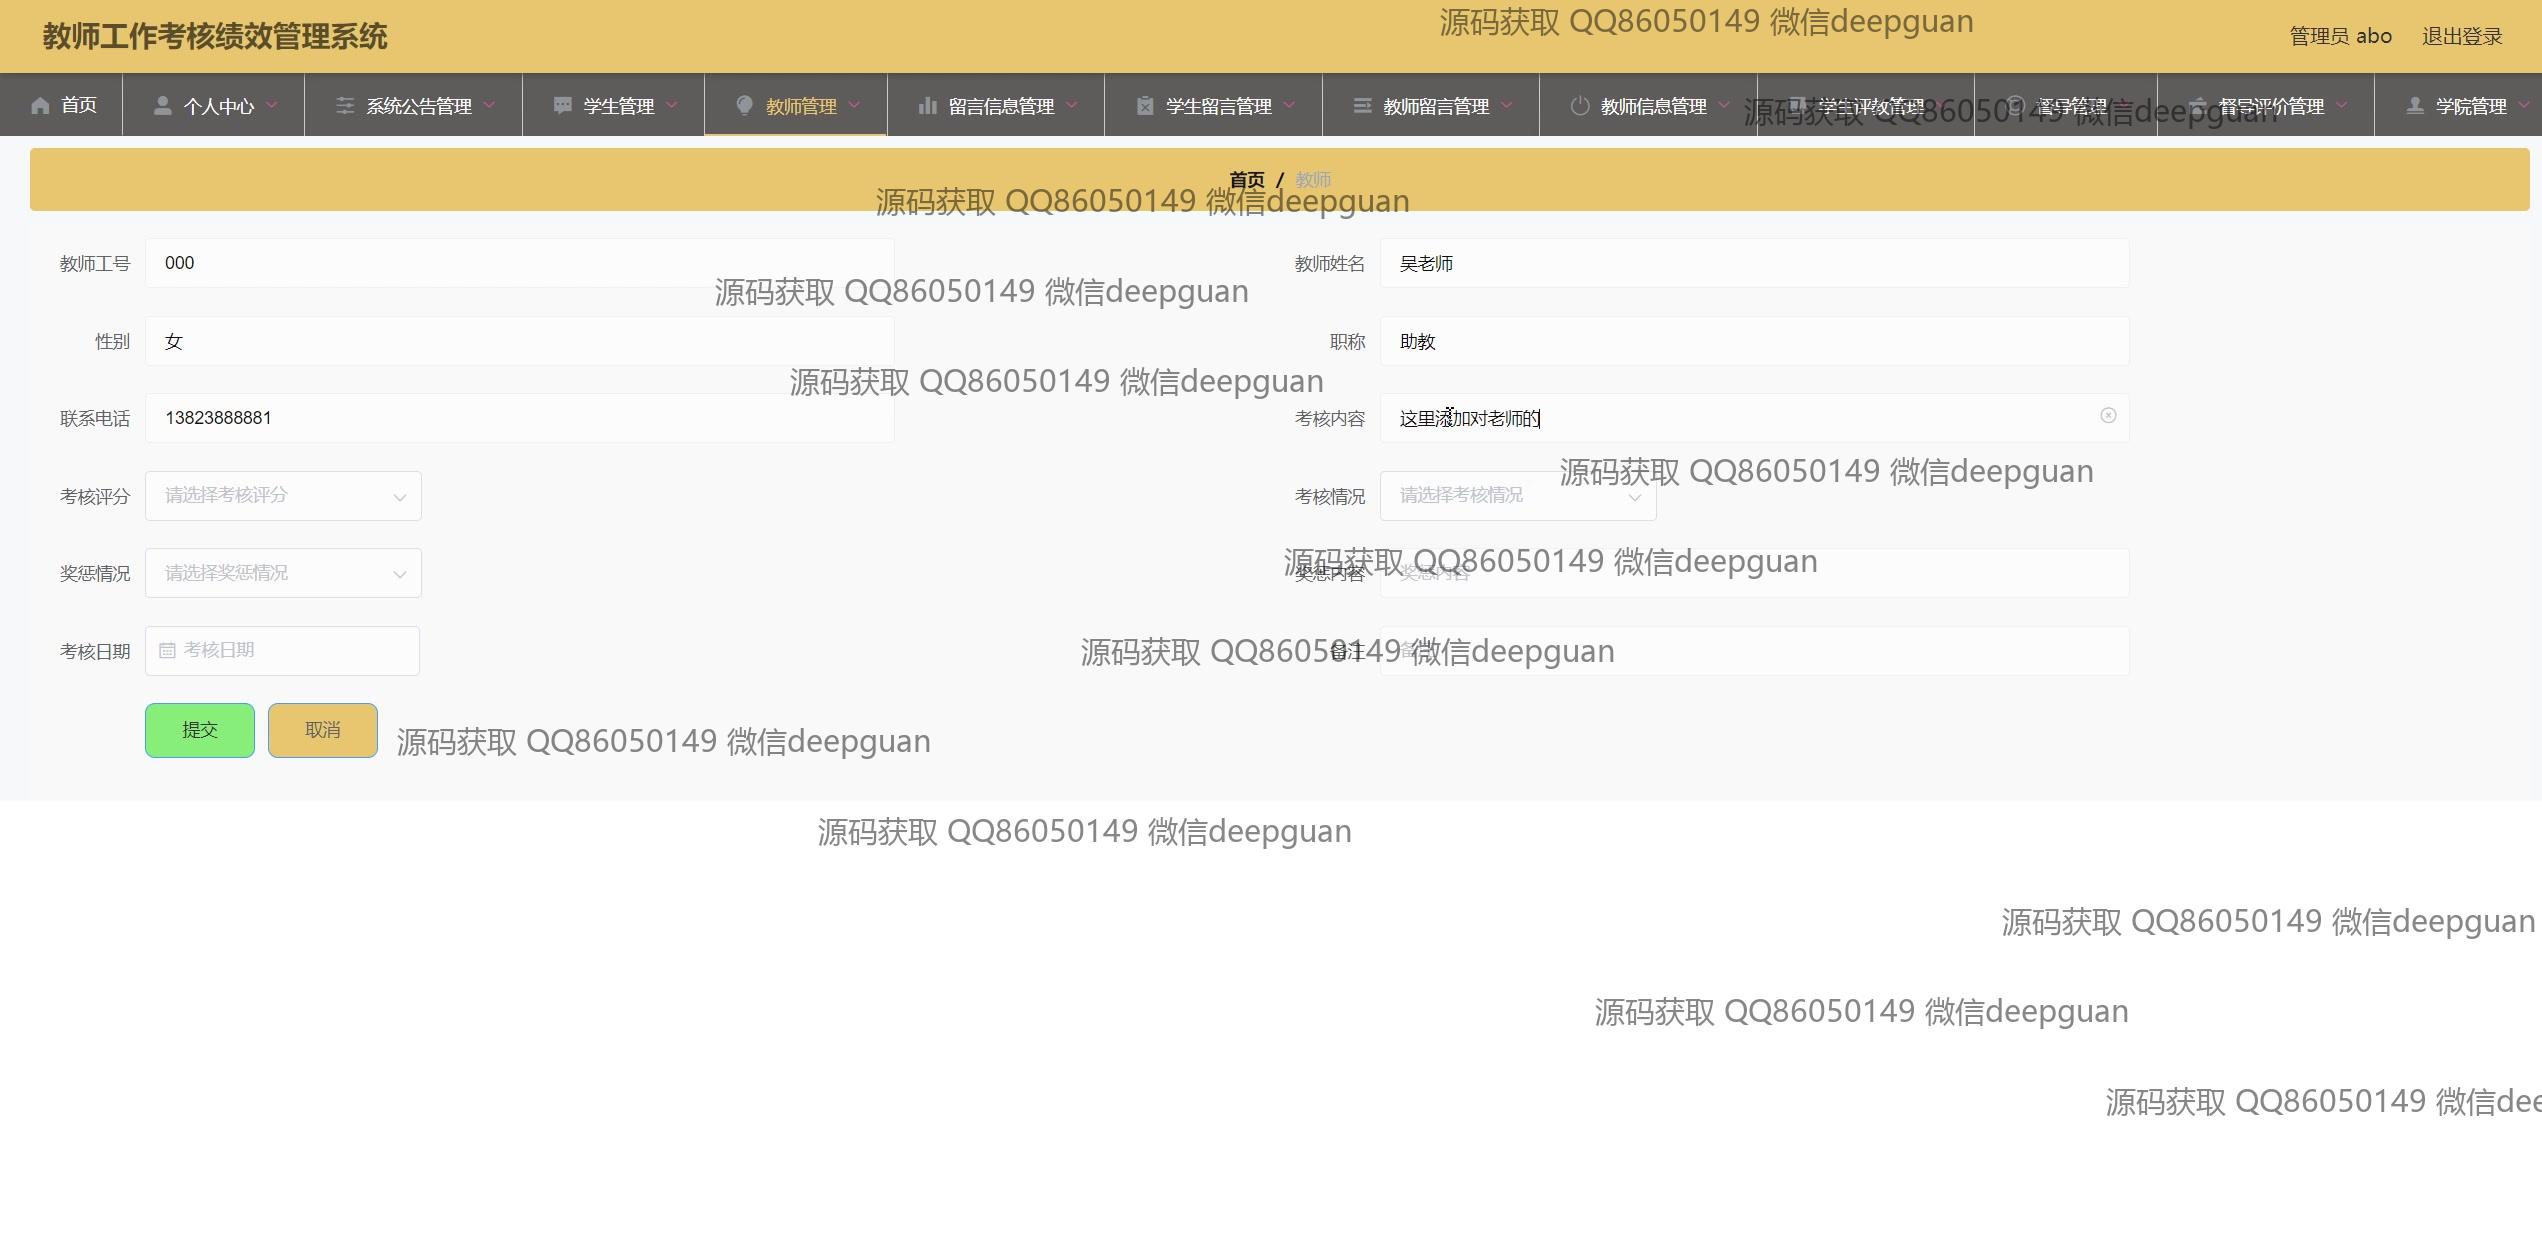 教师工作考核绩效管理系统
源码获取 QQ86050149 微信deepguan
管理员 abo 退出登录
首页 个人中心 系统公告管理 学生管理 教师管理 留言信息管理 学生留言管理 教师留言管理 教师信息管理 学生评教管理 督导管理 督导评价管理 学院管理
源码获取 QQ86050149 微信deepguan
首页 / 教师
源码获取 QQ86050149 微信deepguan
教师工号 000 教师姓名 吴老师
源码获取 QQ86050149 微信deepguan
性别 女 职称 助教
源码获取 QQ86050149 微信deepguan
联系电话 13823888881 考核内容 这里添加对老师的
源码获取 QQ86050149 微信deepguan
考核评分 请选择考核评分 考核情况 请选择考核情况
源码获取 QQ86050149 微信deepguan
奖惩情况 请选择奖惩情况 奖惩内容 奖惩内容
考核日期 考核日期 备注 备注
源码获取 QQ86050149 微信deepguan
提交 取消
源码获取 QQ86050149 微信deepguan
源码获取 QQ86050149 微信deepguan
源码获取 QQ86050149 微信deepguan
源码获取 QQ86050149 微信deepguan
源码获取 QQ86050149 微信dee